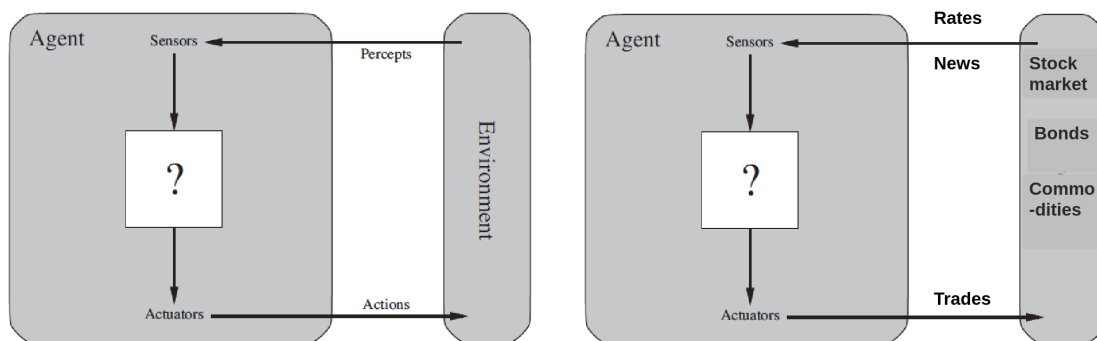 Agent
Sensors
Percepts
?
Environment
Actuators
Actions
Agent
Sensors
Rates
News
?
Stock
market
Bonds
Commo
-dities
Actuators
Trades